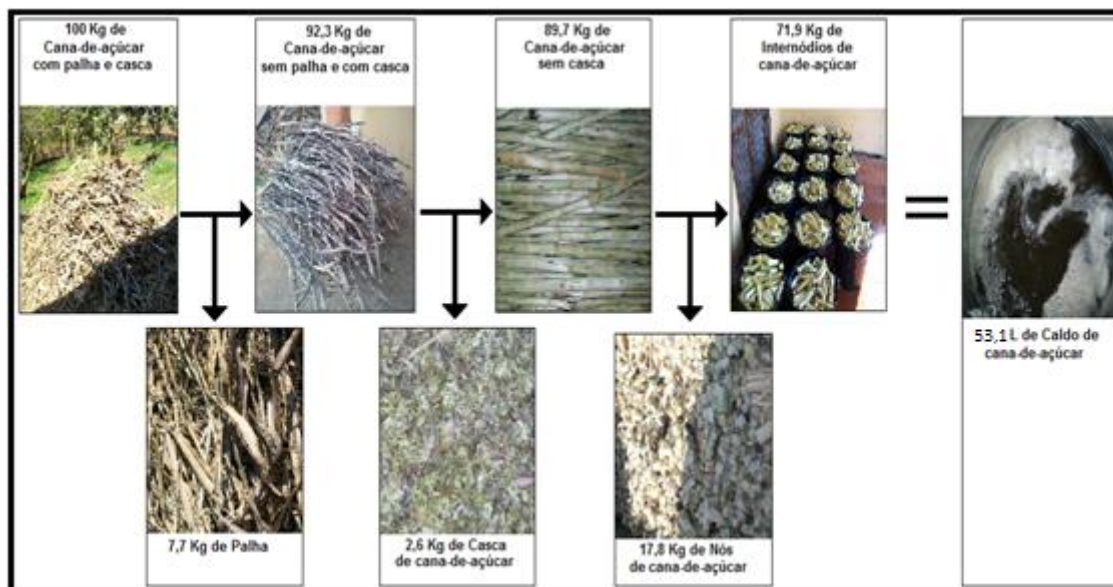 100 Kg de
Cana-de-açúcar
com palha e casca
92,3 Kg de
Cana-de-açúcar
sem palha e com casca
89,7 Kg de
Cana-de-açúcar
sem casca
71,9 Kg de
Internódios de
cana-de-açúcar
53,1L de Caldo de
cana-de-açúcar
7,7 Kg de Palha
2,6 Kg de Casca
de cana-de-açúcar
17,8 Kg de Nós
de cana-de-açúcar